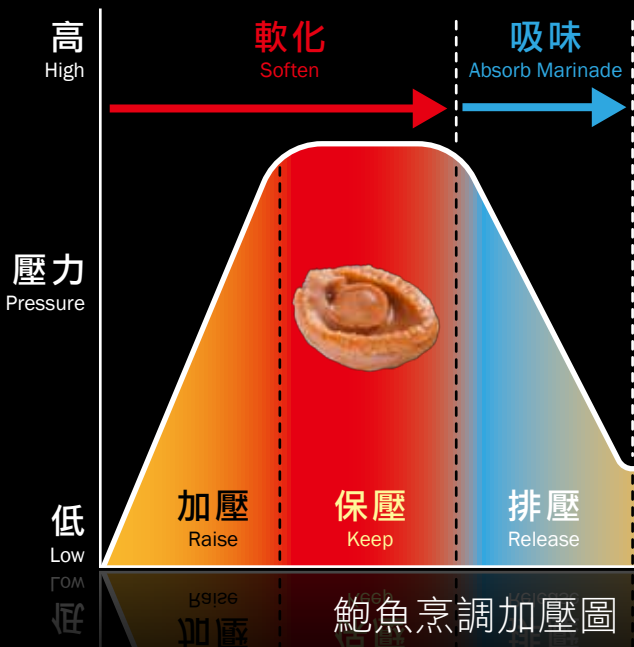 高
High
軟化
Soften
吸味
Absorb Marinade
壓力
Pressure
加壓
Raise
保壓
Keep
排壓
Release
低
Low
鮑魚烹調加壓圖